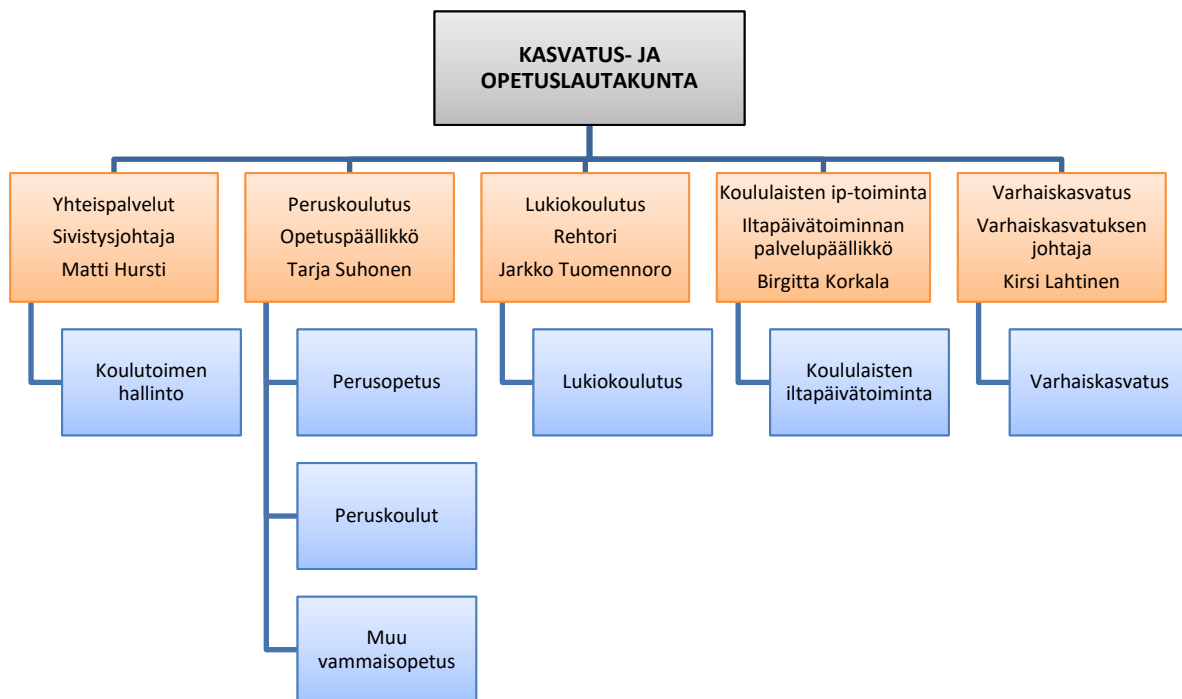 KASVATUS- JA
OPETUSLAUTAKUNTA
Yhteispalvelut
Sivistysjohtaja
Matti Hursti
Peruskoulutus
Opetuspäällikkö
Tarja Suhonen
Lukiokoulutus
Rehtori
Jarkko Tuomennoro
Koululaisten ip-toiminta
Iltapäivätoiminnan
palvelupäällikkö
Birgitta Korkala
Varhaiskasvatus
Varhaiskasvatuksen
johtaja
Kirsi Lahtinen
Koulutoimen
hallinto
Perusopetus
Lukiokoulutus
Koululaisten
iltapäivätoiminta
Varhaiskasvatus
Peruskoulut
Muu
vammaisopetus